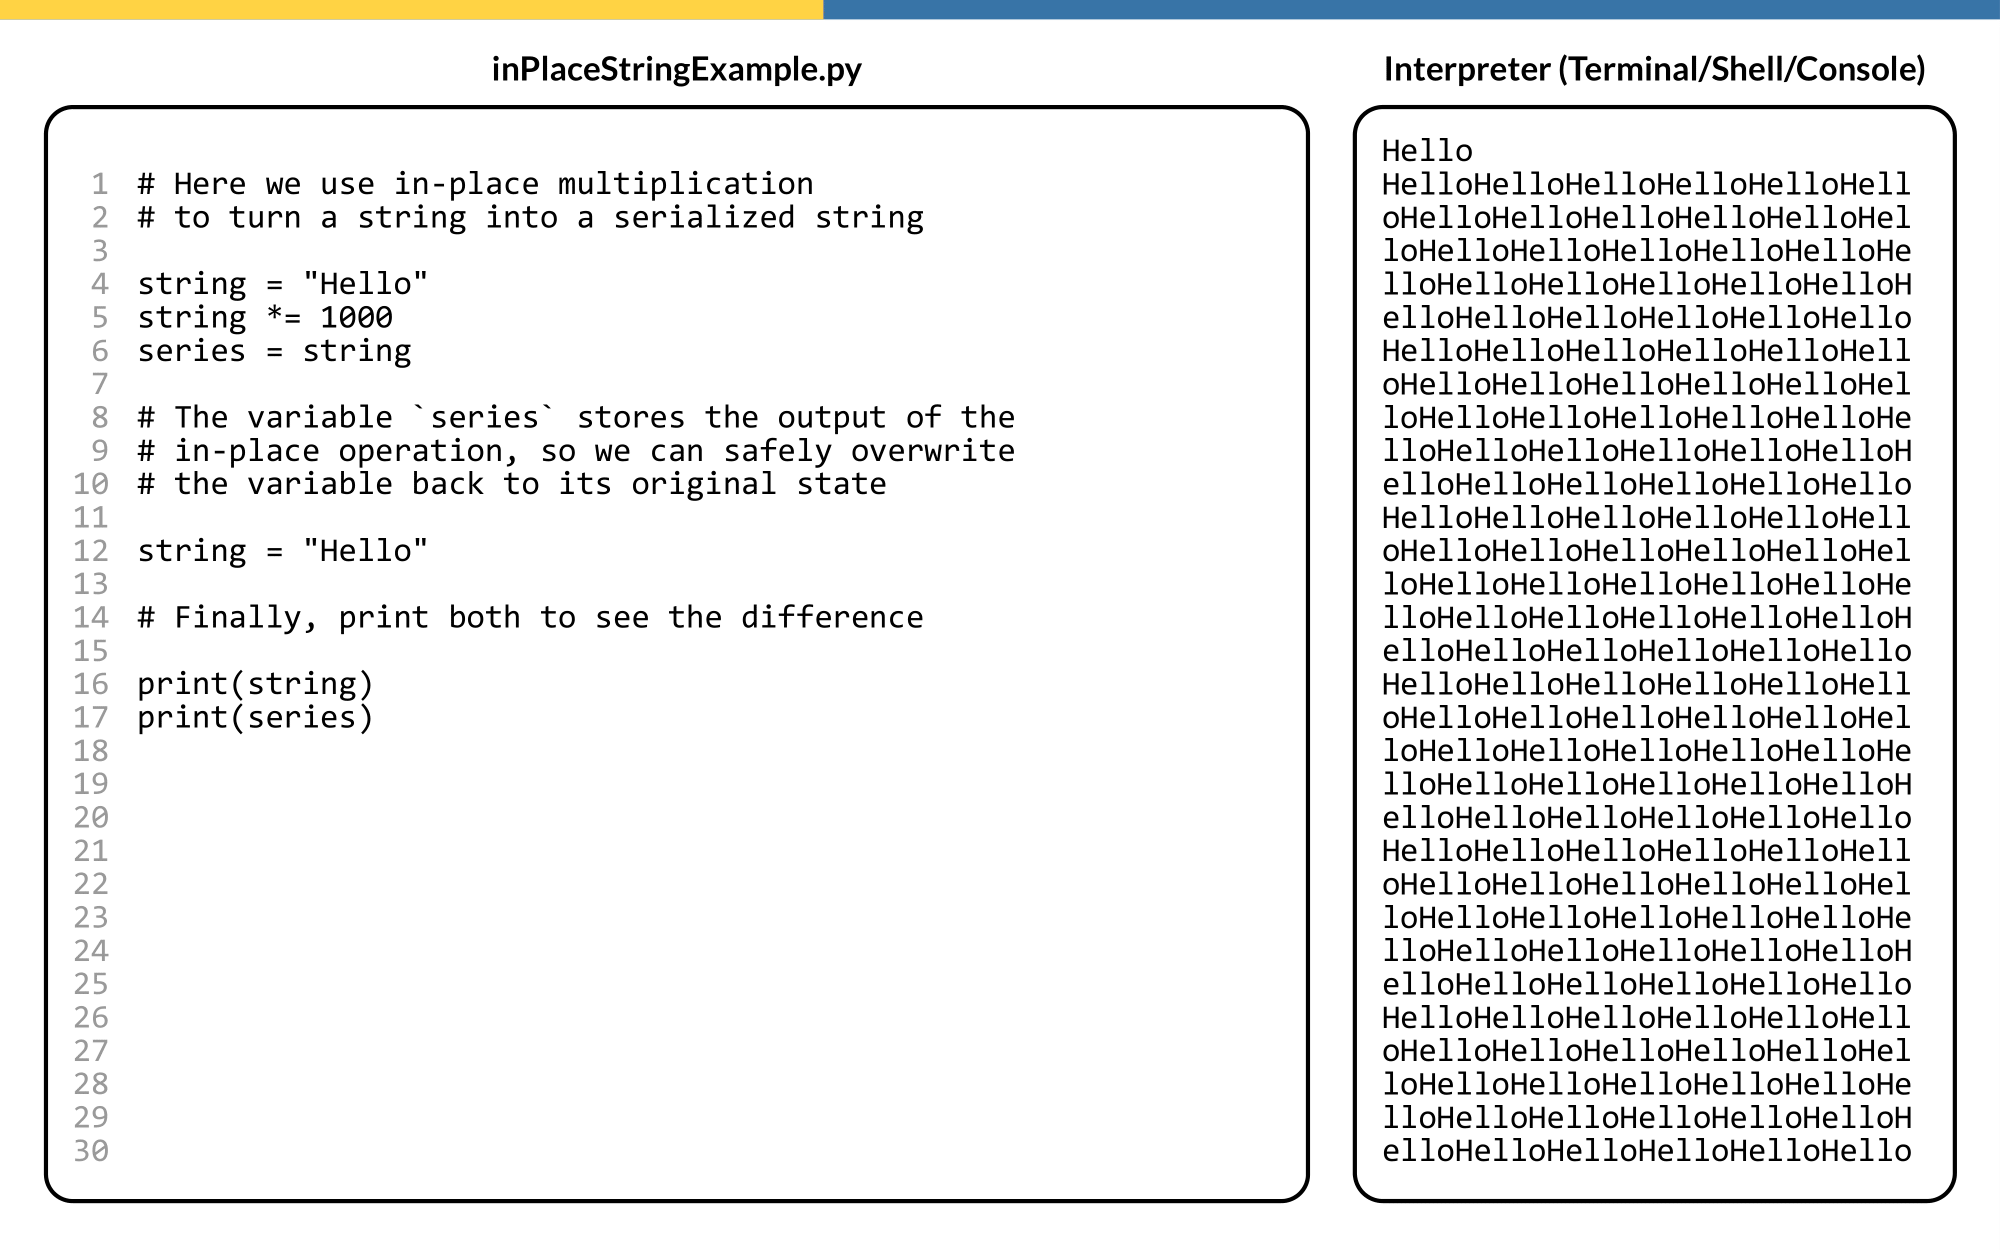 inPlaceStringExample.py
1 # Here we use in-place multiplication
2 # to turn a string into a serialized string
3
4 string = "Hello"
5 string *= 1000
6 series = string
7
8 # The variable `series` stores the output of the
9 # in-place operation, so we can safely overwrite
10 # the variable back to its original state
11
12 string = "Hello"
13
14 # Finally, print both to see the difference
15
16 print(string)
17 print(series)
18
19
20
21
22
23
24
25
26
27
28
29
30
Interpreter (Terminal/Shell/Console)
Hello
HelloHelloHelloHelloHelloHell
oHelloHelloHelloHelloHelloHel
loHelloHelloHelloHelloHelloHe
lloHelloHelloHelloHelloHelloH
elloHelloHelloHelloHelloHello
HelloHelloHelloHelloHelloHell
oHelloHelloHelloHelloHelloHel
loHelloHelloHelloHelloHelloHe
lloHelloHelloHelloHelloHelloH
elloHelloHelloHelloHelloHello
HelloHelloHelloHelloHelloHell
oHelloHelloHelloHelloHelloHel
loHelloHelloHelloHelloHelloHe
lloHelloHelloHelloHelloHelloH
elloHelloHelloHelloHelloHello
HelloHelloHelloHelloHelloHell
oHelloHelloHelloHelloHelloHel
loHelloHelloHelloHelloHelloHe
lloHelloHelloHelloHelloHelloH
elloHelloHelloHelloHelloHello
HelloHelloHelloHelloHelloHell
oHelloHelloHelloHelloHelloHel
loHelloHelloHelloHelloHelloHe
lloHelloHelloHelloHelloHelloH
elloHelloHelloHelloHelloHello
HelloHelloHelloHelloHelloHell
oHelloHelloHelloHelloHelloHel
loHelloHelloHelloHelloHelloHe
lloHelloHelloHelloHelloHelloH
elloHelloHelloHelloHelloHello